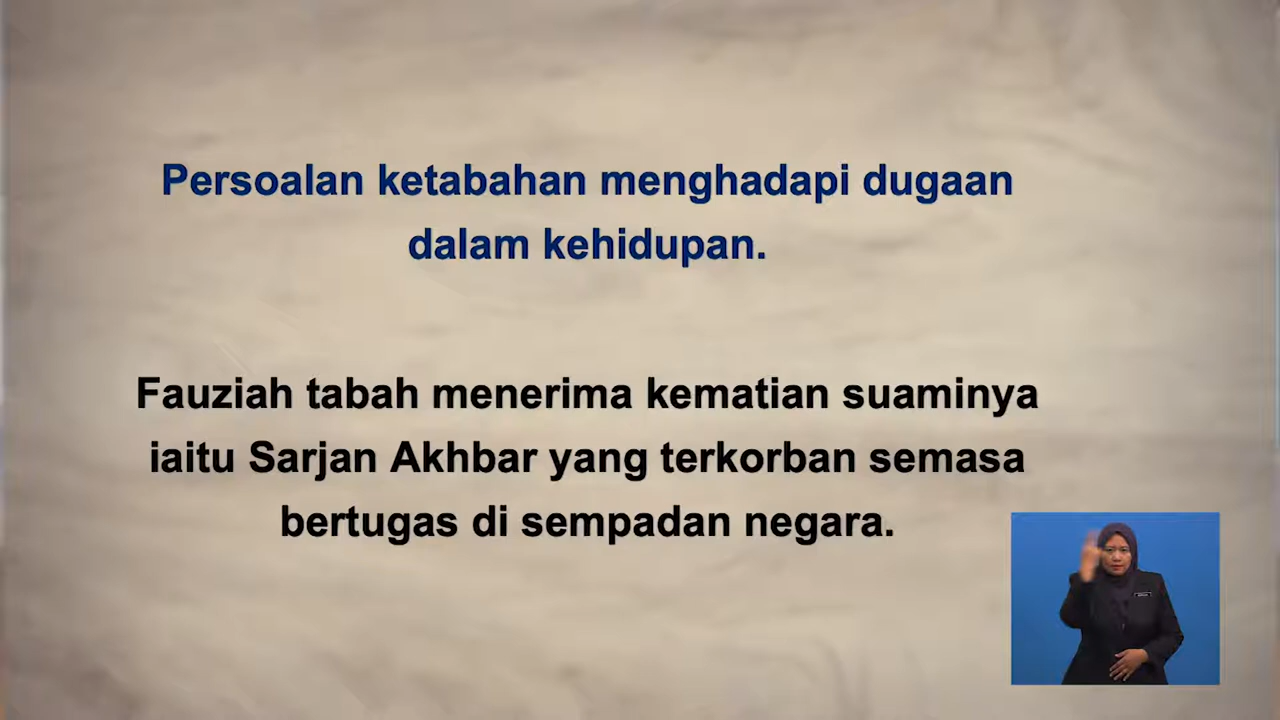 Persoalan ketabahan menghadapi dugaan
dalam kehidupan.
Fauziah tabah menerima kematian suaminya
iaitu Sarjan Akhbar yang terkorban semasa
bertugas di sempadan negara.